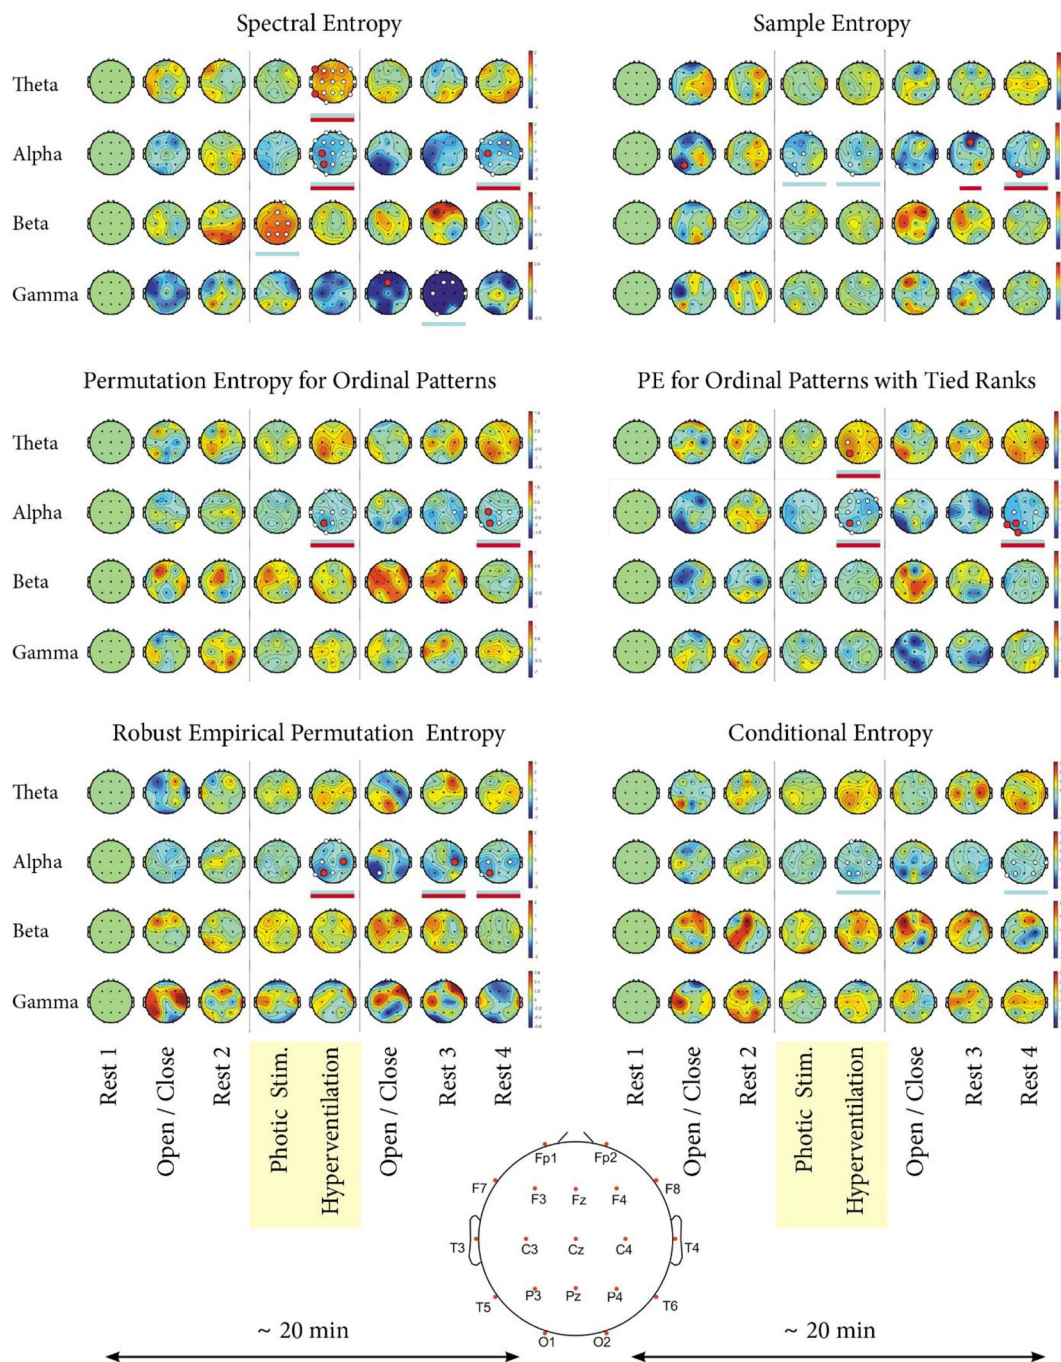 Spectral Entropy
Sample Entropy
Theta
Alpha
Beta
Gamma
Permutation Entropy for Ordinal Patterns
PE for Ordinal Patterns with Tied Ranks
Theta
Alpha
Beta
Gamma
Robust Empirical Permutation Entropy
Conditional Entropy
Theta
Alpha
Beta
Gamma
Rest 1
Open / Close
Rest 2
Photic Stim.
Hyperventilation
Open / Close
Rest 3
Rest 4
Rest 1
Open / Close
Rest 2
Photic Stim.
Hyperventilation
Open / Close
Rest 3
Rest 4
Fp1 Fp2
F7 F3 Fz F4 F8
T3 C3 Cz C4 T4
T5 P3 Pz P4 T6
O1 O2
~ 20 min
~ 20 min